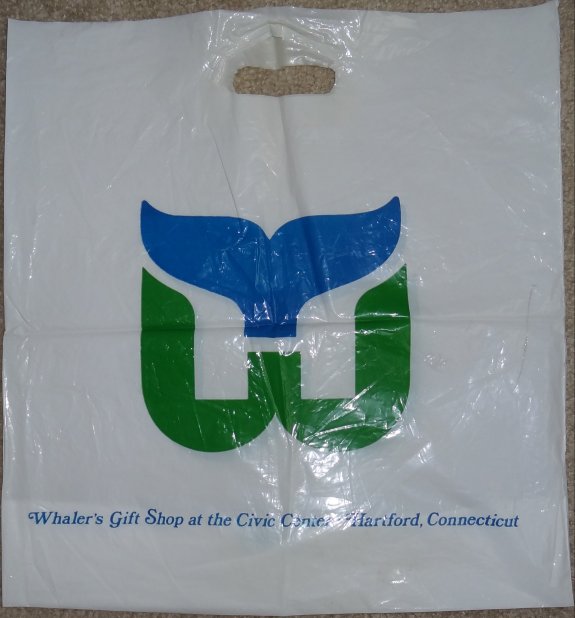 Whaler's Gift Shop at the Civic Center, Hartford, Connecticut